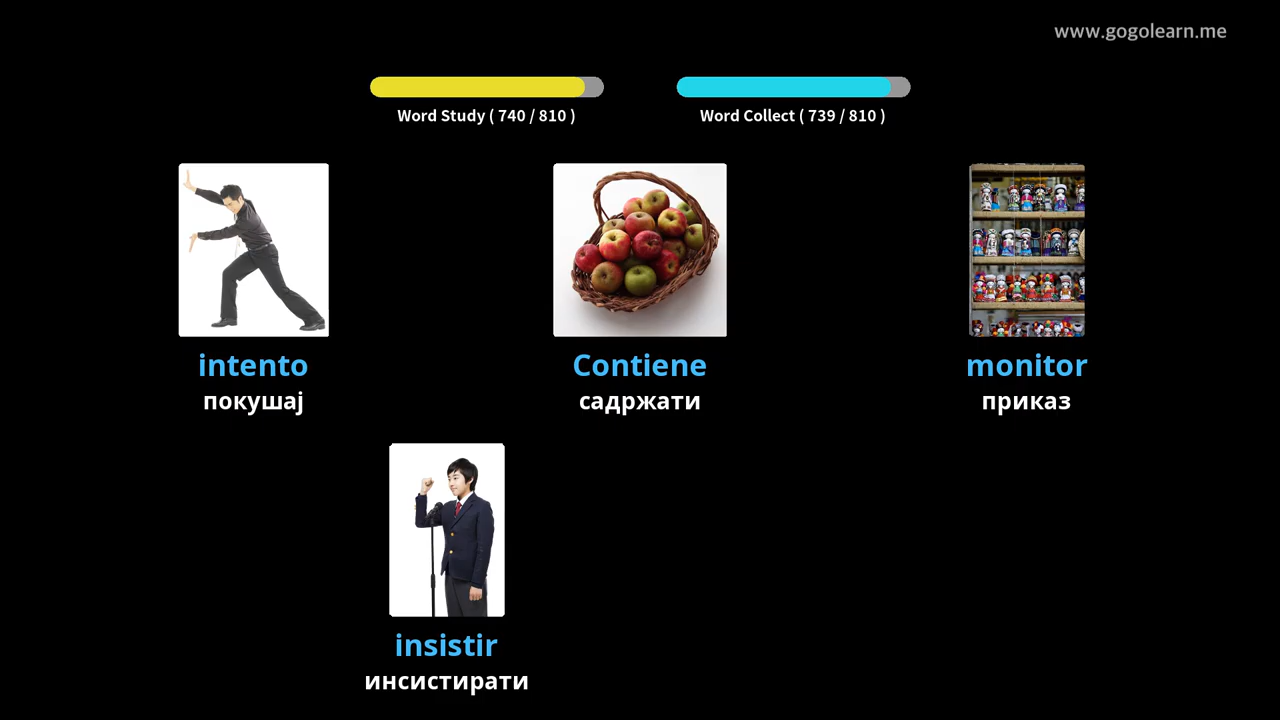 www.gogolearn.me
Word Study ( 740 / 810 )
Word Collect ( 739 / 810 )
intento
Contiene
monitor
покушај
садржати
приказ
insistir
инсистирати